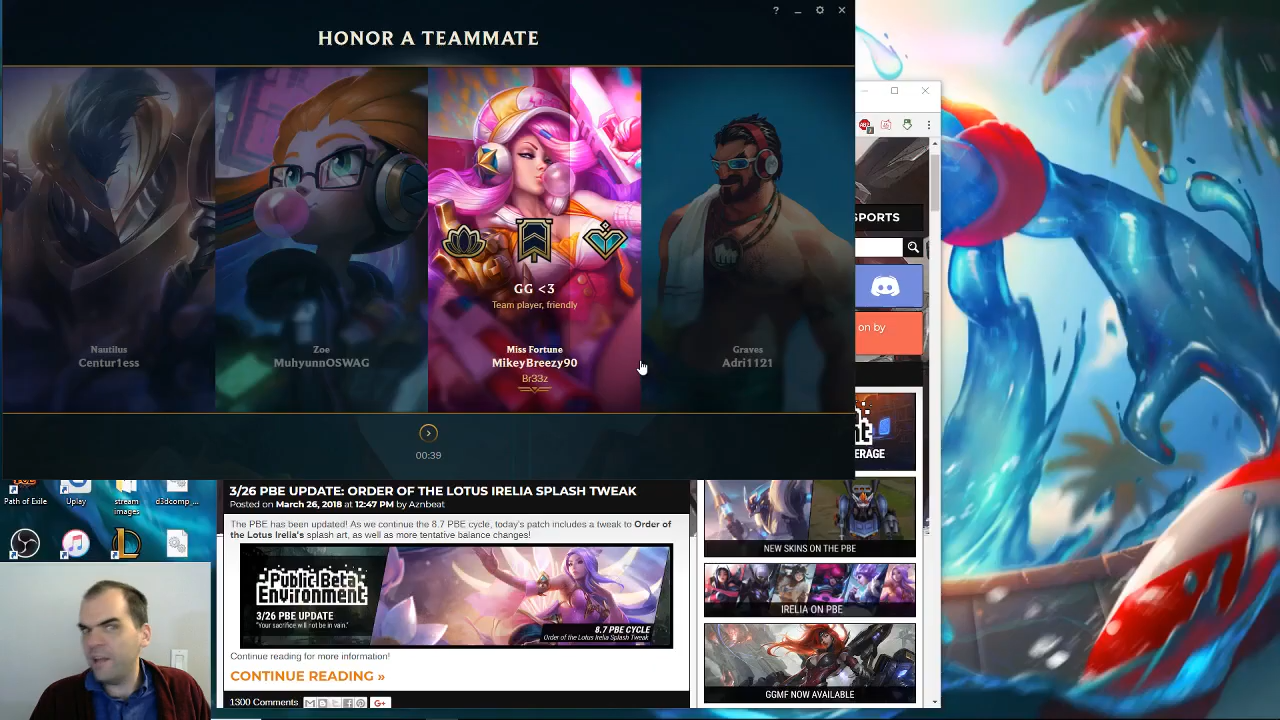 HONOR A TEAMMATE
GG <3
Team player, friendly
Nautilus
Centur1ess
Zoe
MuhyunnOSWAG
Miss Fortune
MikeyBreezy90
Br33z
Graves
Adri1121
00:39
SPORTS
on by
ERAGE
Path of Exile
Uplay
stream
images
d3dcomp_...
3/26 PBE UPDATE: ORDER OF THE LOTUS IRELIA SPLASH TWEAK
Posted on March 26, 2018 at 12:47 PM by Aznbeat
The PBE has been updated! As we continue the 8.7 PBE cycle, today's patch includes a tweak to Order of
the Lotus Irelia's splash art, as well as more tentative balance changes!
Public Beta
Environment
3/26 PBE UPDATE
"Your sacrifice will not be in vain."
8.7 PBE CYCLE
Order of the Lotus Irelia Splash Tweak
Continue reading for more information!
CONTINUE READING »
1300 Comments
G+
NEW SKINS ON THE PBE
IRELIA ON PBE
GGMF NOW AVAILABLE